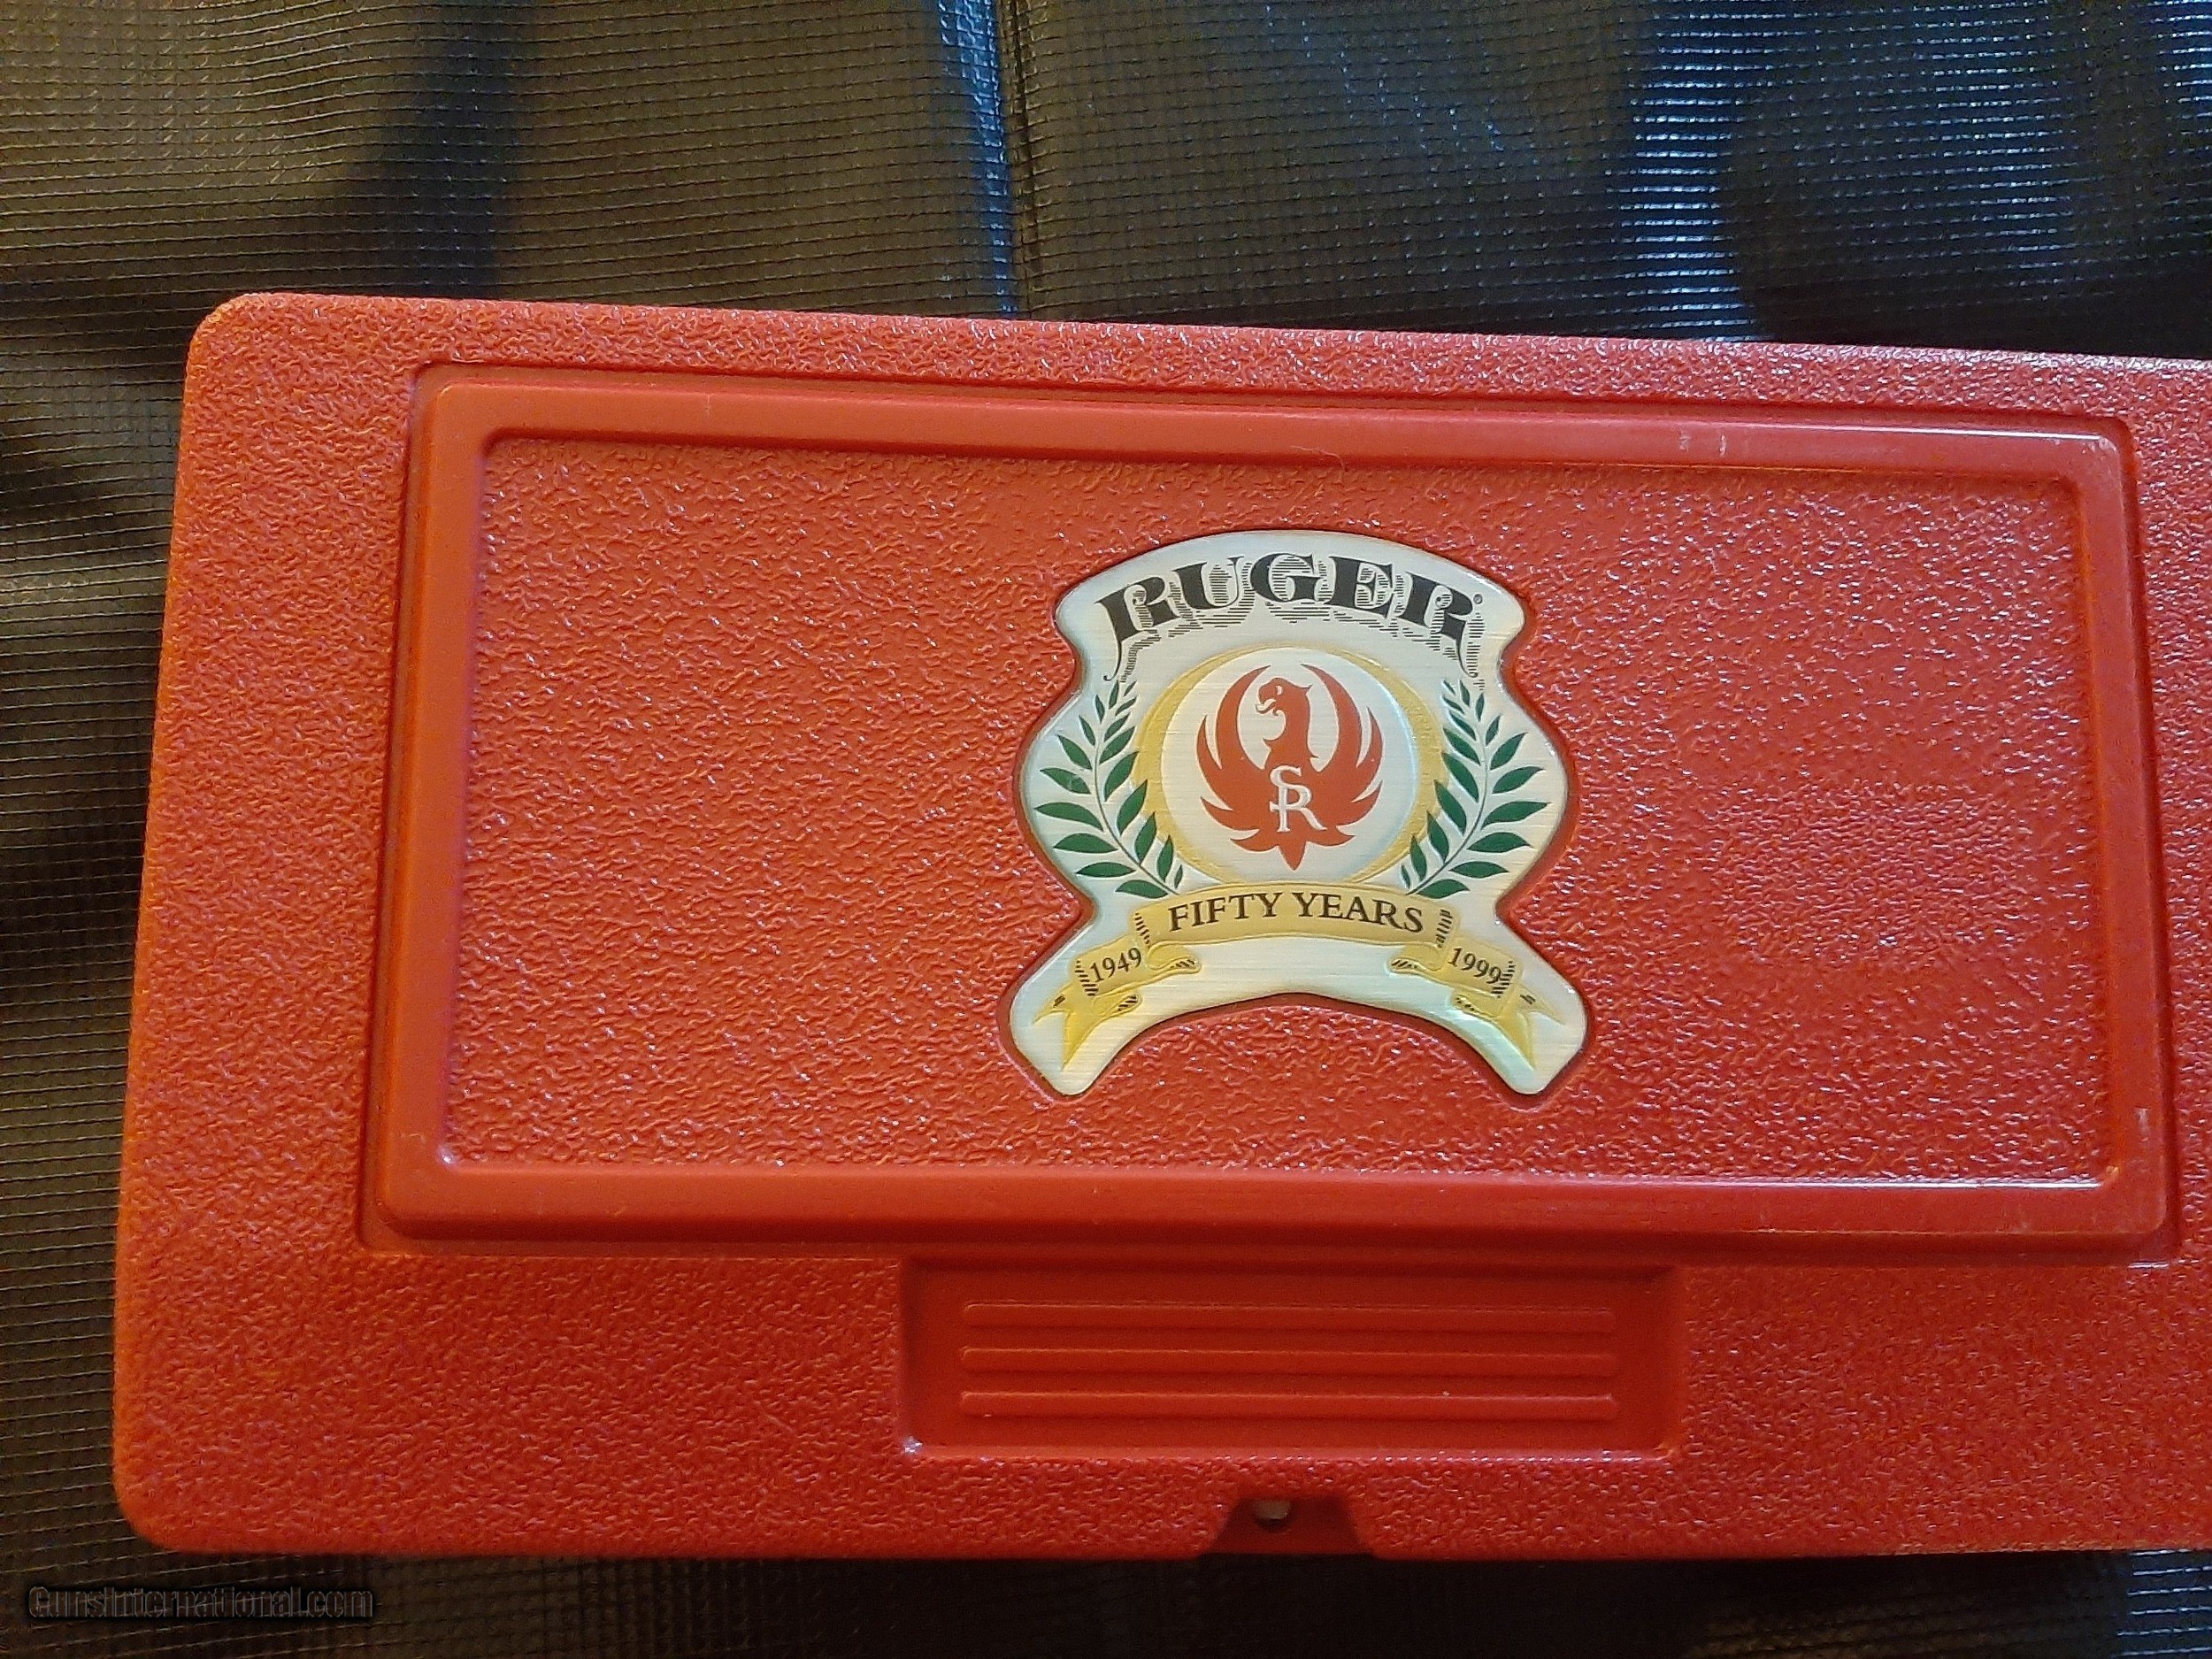 RUGER®
SR
FIFTY YEARS
1949 1999
GunsInternational.com